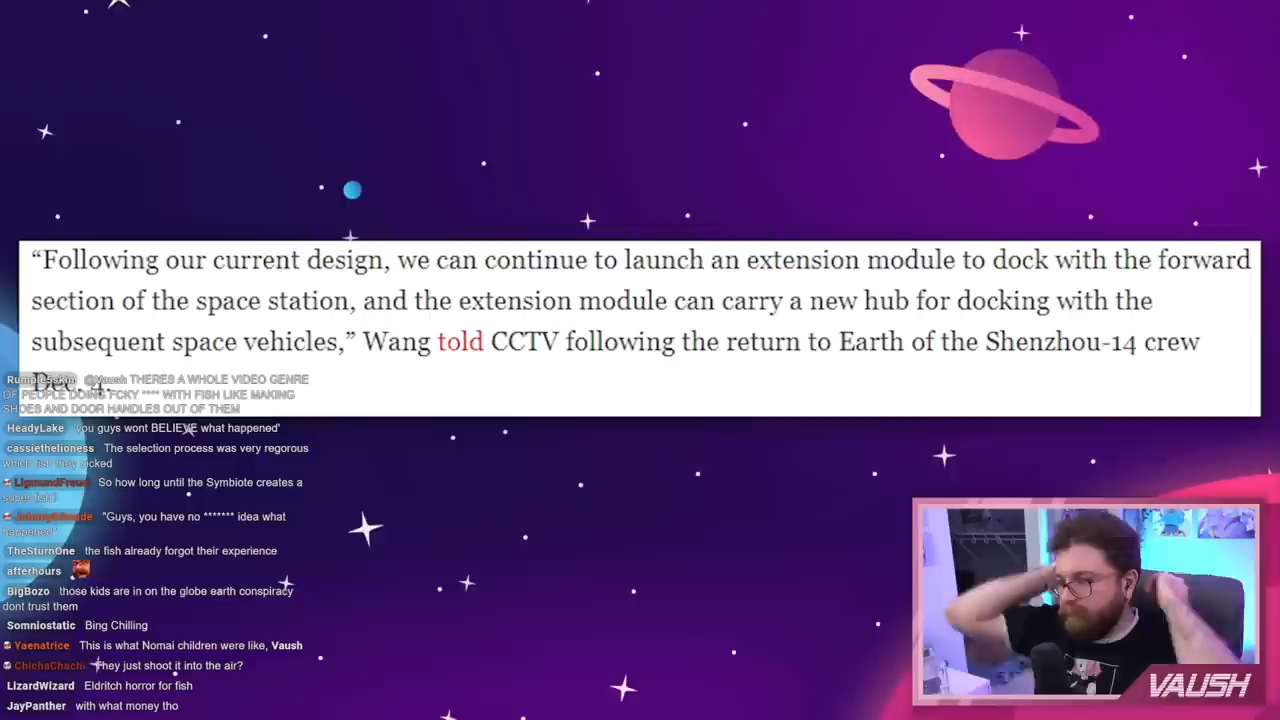 “Following our current design, we can continue to launch an extension module to dock with the forward
section of the space station, and the extension module can carry a new hub for docking with the
subsequent space vehicles,” Wang told CCTV following the return to Earth of the Shenzhou-14 crew
Dec. 4.
@Vaush THERES A WHOLE VIDEO GENRE
OF PEOPLE DOING FCKY **** WITH FISH LIKE MAKING
SHOES AND DOOR HANDLES OUT OF THEM
HeadyLake you guys wont BELIEVE what happened'
cassiethelioness The selection process was very regorous
which fish they picked
LigmundFreud So how long until the Symbiote creates a
super fish?
"Guys, you have no ******* idea what
happened"
TheSturnOne the fish already forgot their experience
afterhours
BigBozo those kids are in on the globe earth conspiracy
dont trust them
Somniostatic Bing Chilling
Yaenatrice This is what Nomai children were like, Vaush
ChichaChachi They just shoot it into the air?
LizardWizard Eldritch horror for fish
JayPanther with what money tho
VAUSH